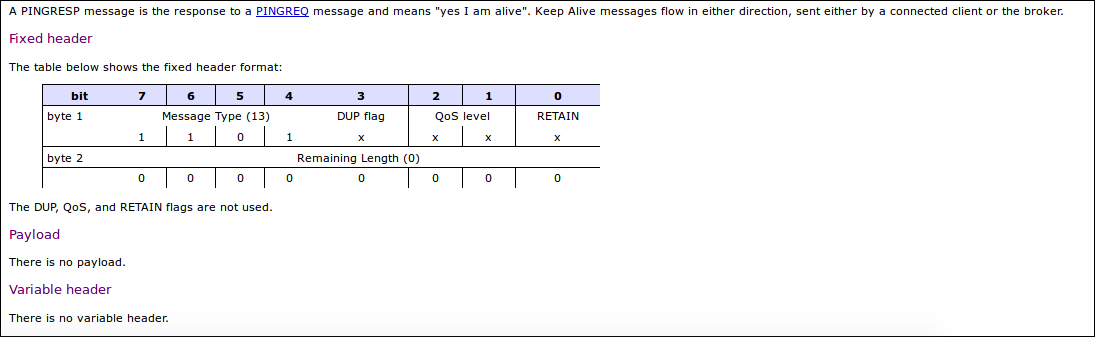 A PINGRESP message is the response to a PINGREQ message and means "yes I am alive". Keep Alive messages flow in either direction, sent either by a connected client or the broker.
Fixed header
The table below shows the fixed header format:
bit 7 6 5 4 3 2 1 0
byte 1 Message Type (13) DUP flag QoS level RETAIN
1 1 0 1 x x x x
byte 2 Remaining Length (0)
0 0 0 0 0 0 0 0
The DUP, QoS, and RETAIN flags are not used.
Payload
There is no payload.
Variable header
There is no variable header.